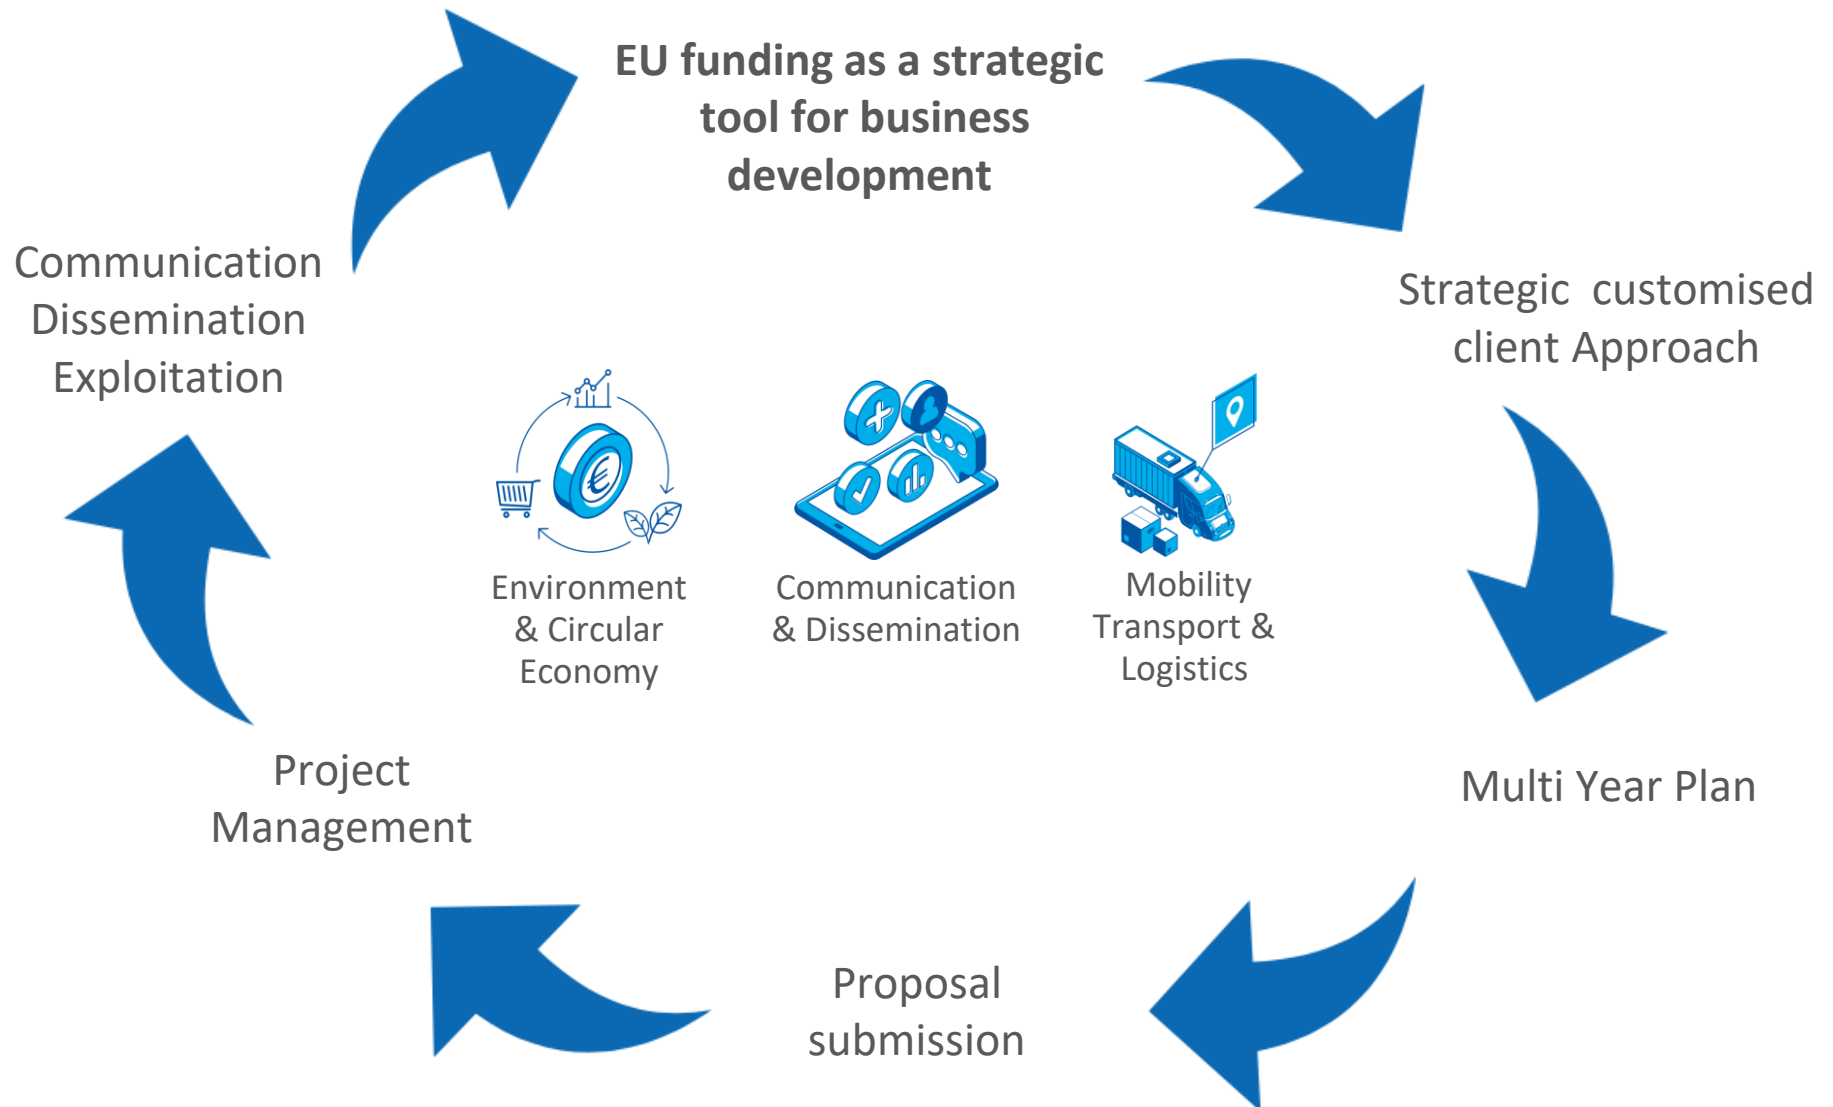 EU funding as a strategic
tool for business
development
Strategic  customised
client Approach
Multi Year Plan
Proposal
submission
Project
Management
Communication
Dissemination
Exploitation
Environment
& Circular
Economy
Communication
& Dissemination
Mobility
Transport &
Logistics
€